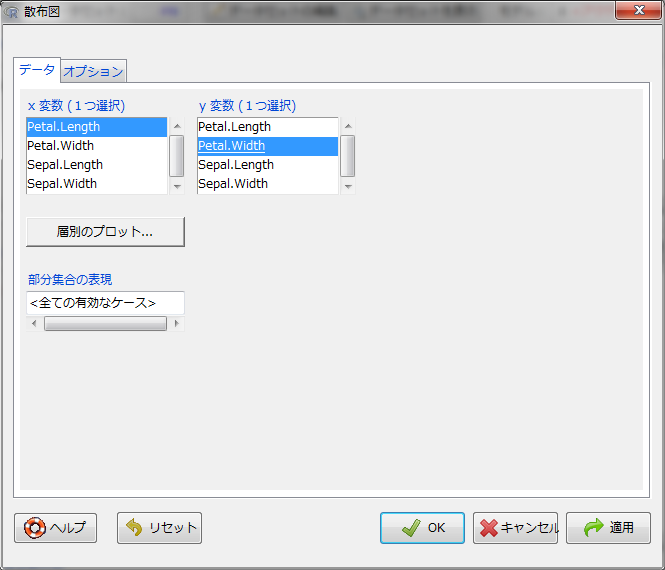 散布図
データ
オプション
x 変数 (１つ選択)
y 変数 (１つ選択)
Petal.Length
Petal.Width
Sepal.Length
Sepal.Width
Petal.Length
Petal.Width
Sepal.Length
Sepal.Width
層別のプロット...
部分集合の表現
<全ての有効なケース>
ヘルプ
リセット
OK
キャンセル
適用